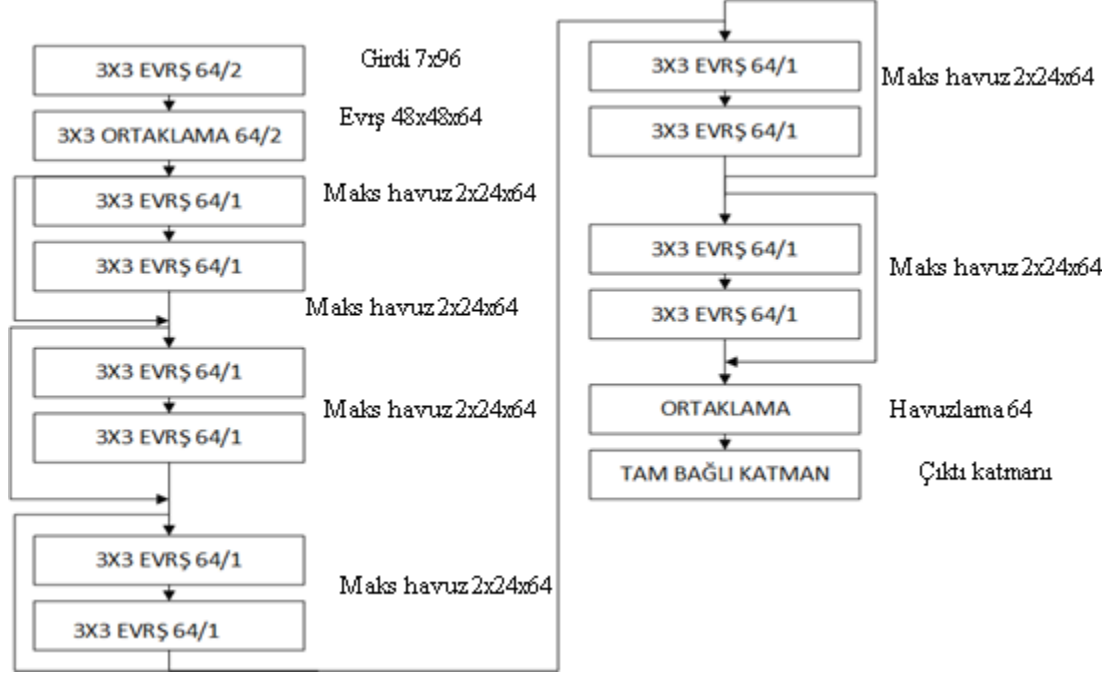 3X3 EVRŞ 64/2
Girdi 7x96
3X3 ORTAKLAMA 64/2
Evrş 48x48x64
3X3 EVRŞ 64/1
Maks havuz 2x24x64
3X3 EVRŞ 64/1
Maks havuz 2x24x64
3X3 EVRŞ 64/1
3X3 EVRŞ 64/1
Maks havuz 2x24x64
3X3 EVRŞ 64/1
Maks havuz 2x24x64
3X3 EVRŞ 64/1
3X3 EVRŞ 64/1
Maks havuz 2x24x64
3X3 EVRŞ 64/1
3X3 EVRŞ 64/1
Maks havuz 2x24x64
3X3 EVRŞ 64/1
ORTAKLAMA
Havuzlama 64
TAM BAĞLI KATMAN
Çıktı katmanı